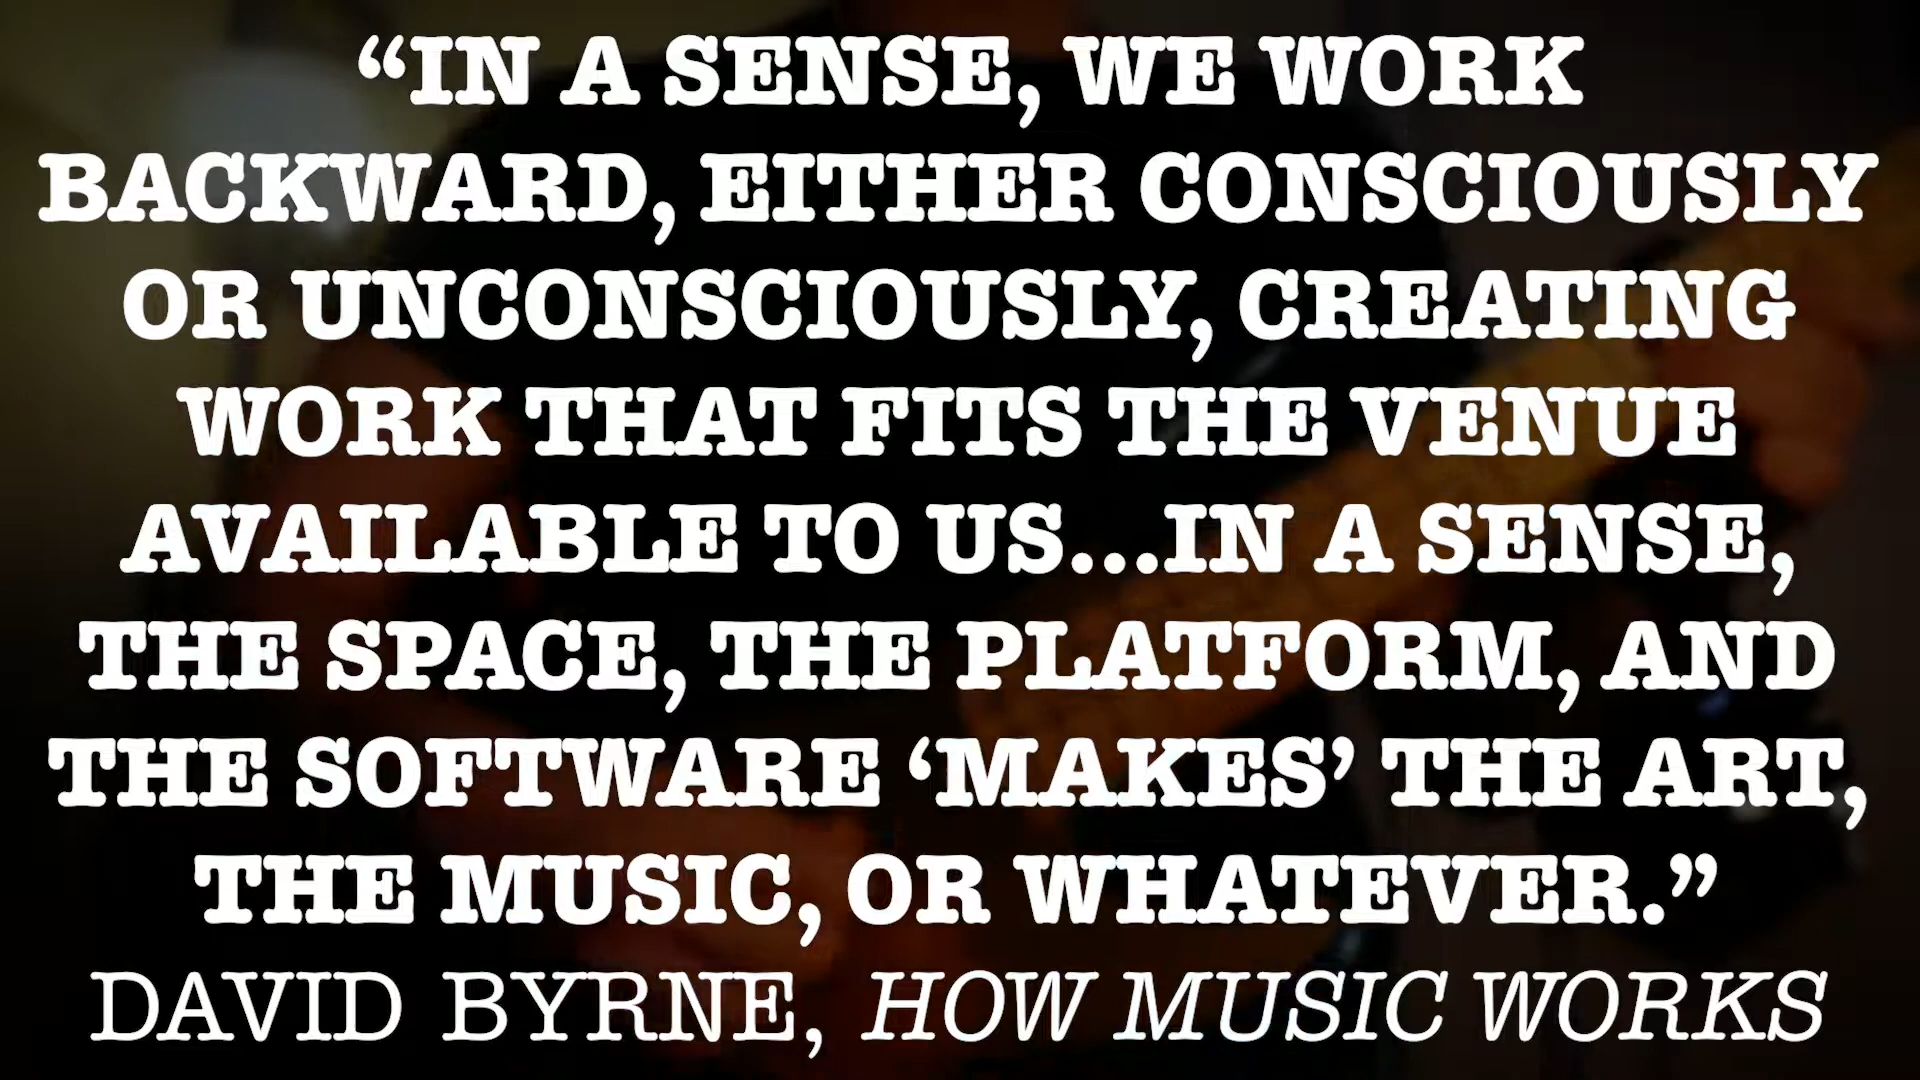 “IN A SENSE, WE WORK
BACKWARD, EITHER CONSCIOUSLY
OR UNCONSCIOUSLY, CREATING
WORK THAT FITS THE VENUE
AVAILABLE TO US...IN A SENSE,
THE SPACE, THE PLATFORM, AND
THE SOFTWARE ‘MAKES’ THE ART,
THE MUSIC, OR WHATEVER.”
DAVID BYRNE, HOW MUSIC WORKS